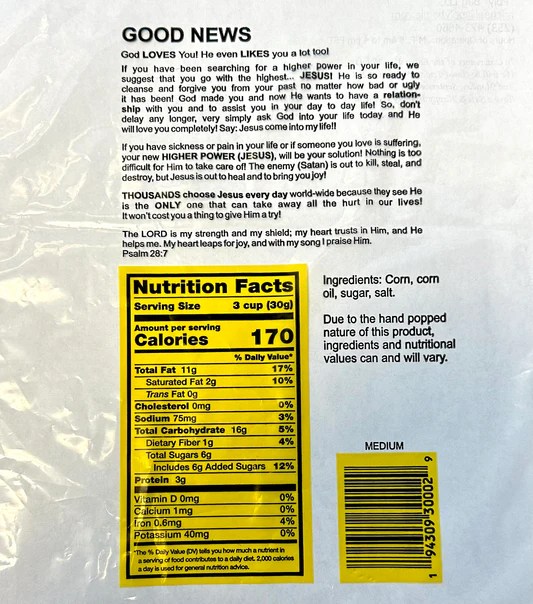 GOOD NEWS
God LOVES You! He even LIKES you a lot too!
If you have been searching for a higher power in your life, we
suggest that you go with the highest... JESUS! He is so ready to
cleanse and forgive you from your past no matter how bad or ugly
it has been! God made you and now He wants to have a relation-
ship with you and to assist you in your day to day life! So, don't
delay any longer, very simply ask God into your life today and He
will love you completely! Say: Jesus come into my life!!
If you have sickness or pain in your life or if someone you love is suffering,
your new HIGHER POWER (JESUS), will be your solution! Nothing is too
difficult for Him to take care of! The enemy (Satan) is out to kill, steal, and
destroy, but Jesus is out to heal and to bring you joy!
THOUSANDS choose Jesus every day world-wide because they see He
is the ONLY one that can take away all the hurt in our lives!
It won't cost you a thing to give Him a try!
The LORD is my strength and my shield; my heart trusts in Him, and He
helps me. My heart leaps for joy, and with my song I praise Him.
Psalm 28:7
Nutrition Facts
Serving Size 3 cup (30g)
Amount per serving
Calories 170
% Daily Value*
Total Fat 11g 17%
Saturated Fat 2g 10%
Trans Fat 0g
Cholesterol 0mg 0%
Sodium 75mg 3%
Total Carbohydrate 16g 5%
Dietary Fiber 1g 4%
Total Sugars 6g
Includes 6g Added Sugars 12%
Protein 3g
Vitamin D 0mg 0%
Calcium 1mg 0%
Iron 0.6mg 4%
Potassium 40mg 0%
*The % Daily Value (DV) tells you how much a nutrient in
a serving of food contributes to a daily diet. 2,000 calories
a day is used for general nutrition advice.
Ingredients: Corn, corn
oil, sugar, salt.
Due to the hand popped
nature of this product,
ingredients and nutritional
values can and will vary.
MEDIUM
1 94309 30002 9